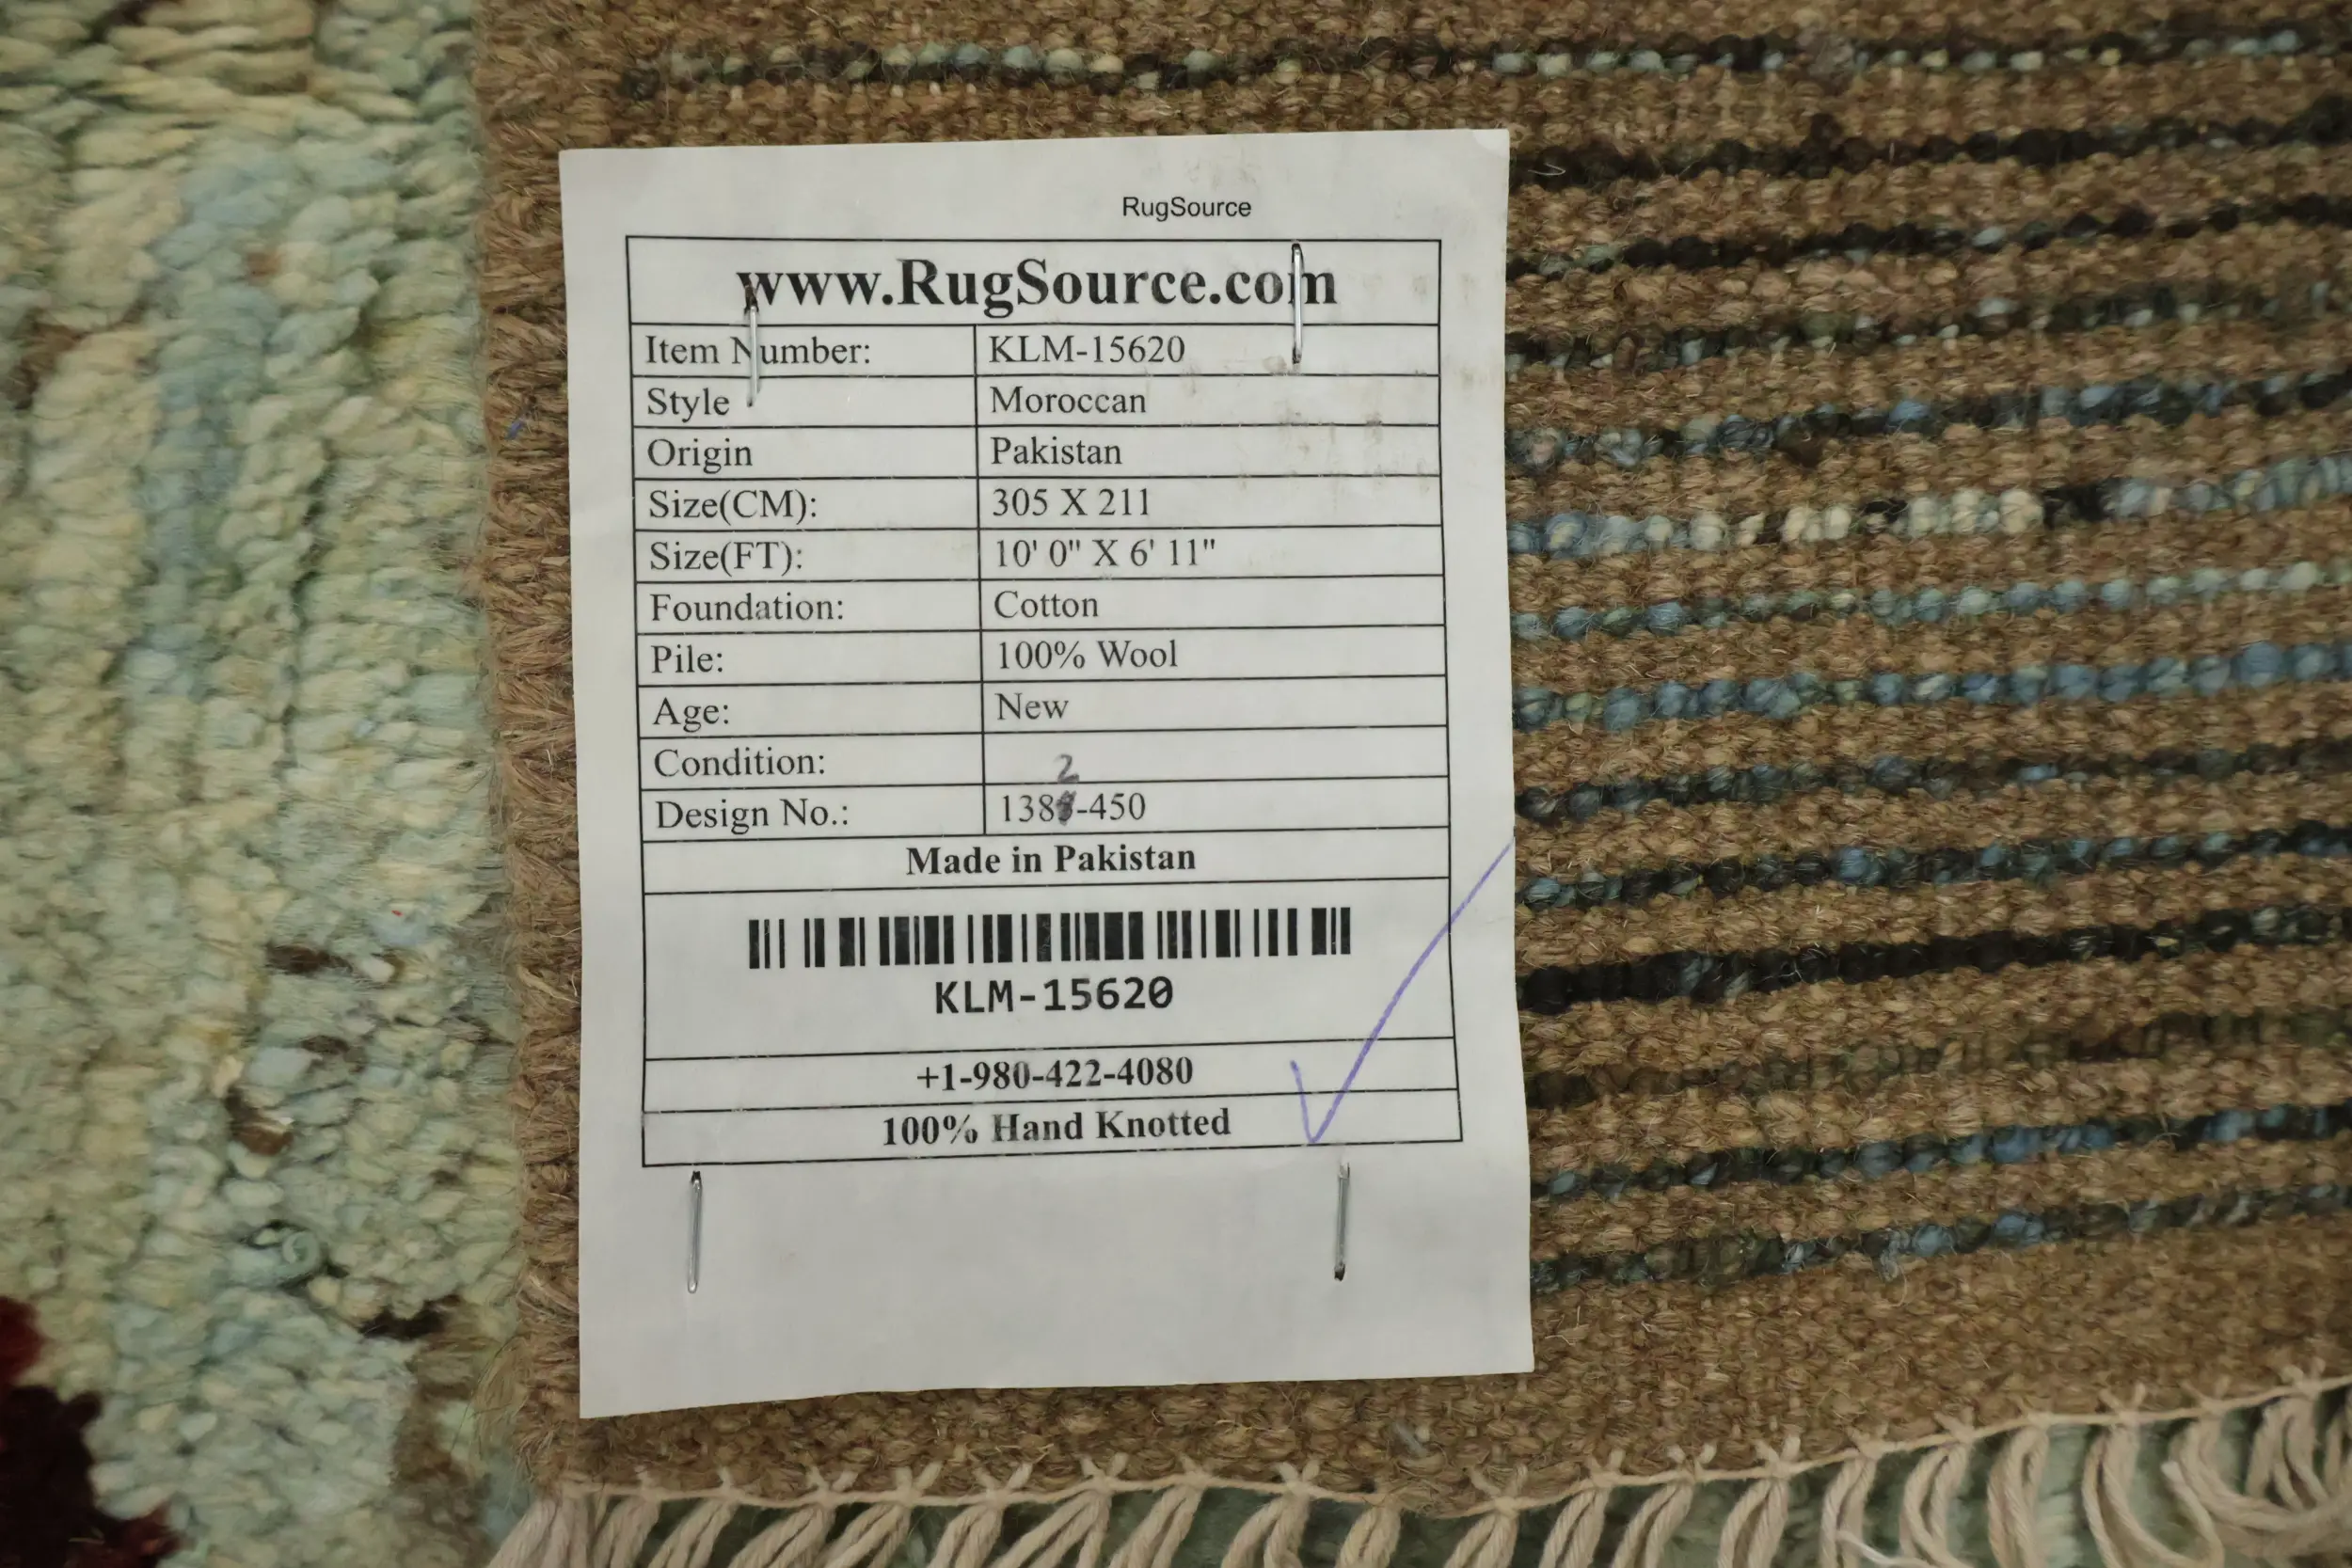 RugSource
www.RugSource.com
Item Number: KLM-15620
Style Moroccan
Origin Pakistan
Size(CM): 305 X 211
Size(FT): 10' 0" X 6' 11"
Foundation: Cotton
Pile: 100% Wool
Age: New
Condition:
2
Design No.: 138-450
Made in Pakistan
KLM-15620
+1-980-422-4080
100% Hand Knotted